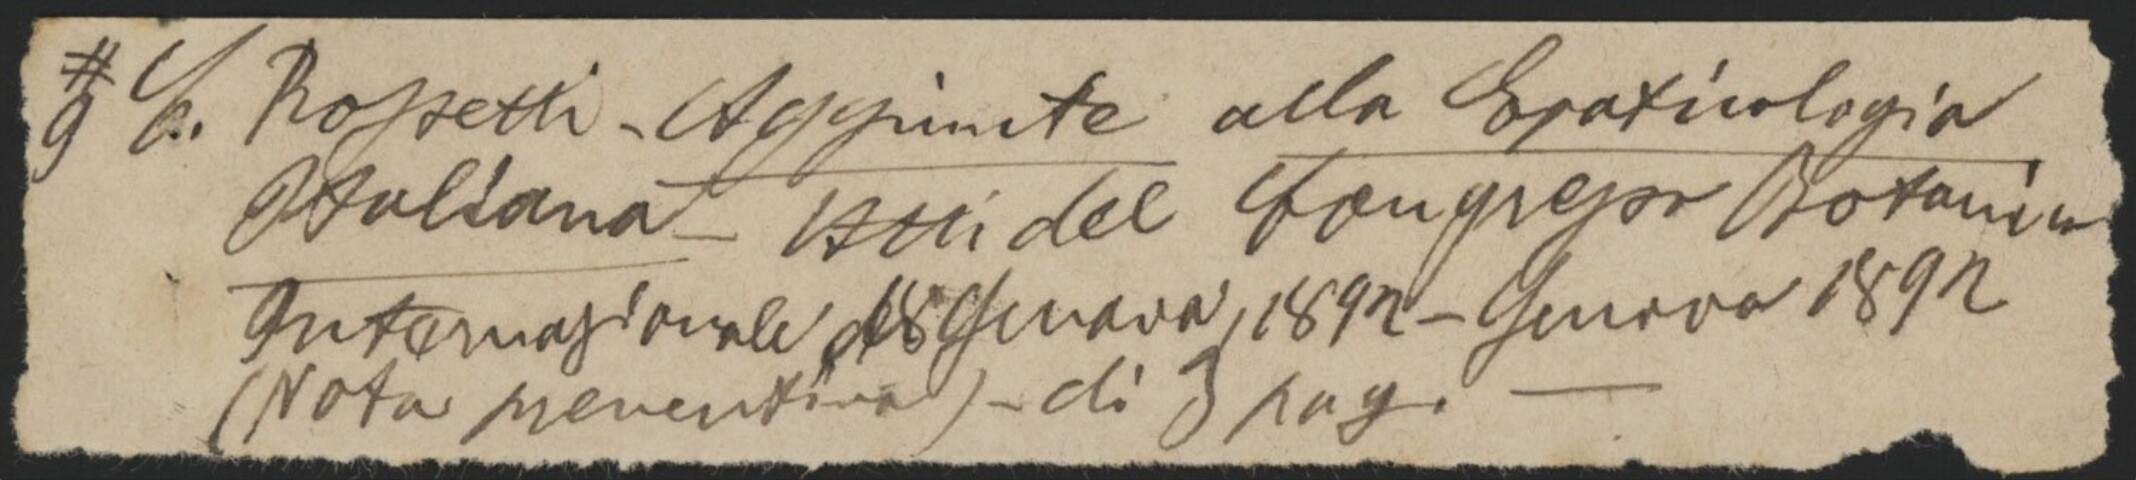 # 9 C. Rossetti - Aggiunte alla Epaticologia
Italiana - Atti del Congresso Botanico
Internazionale di Genova, 1892 - Genova 1892
(Nota preventiva) - di 3 pag. —